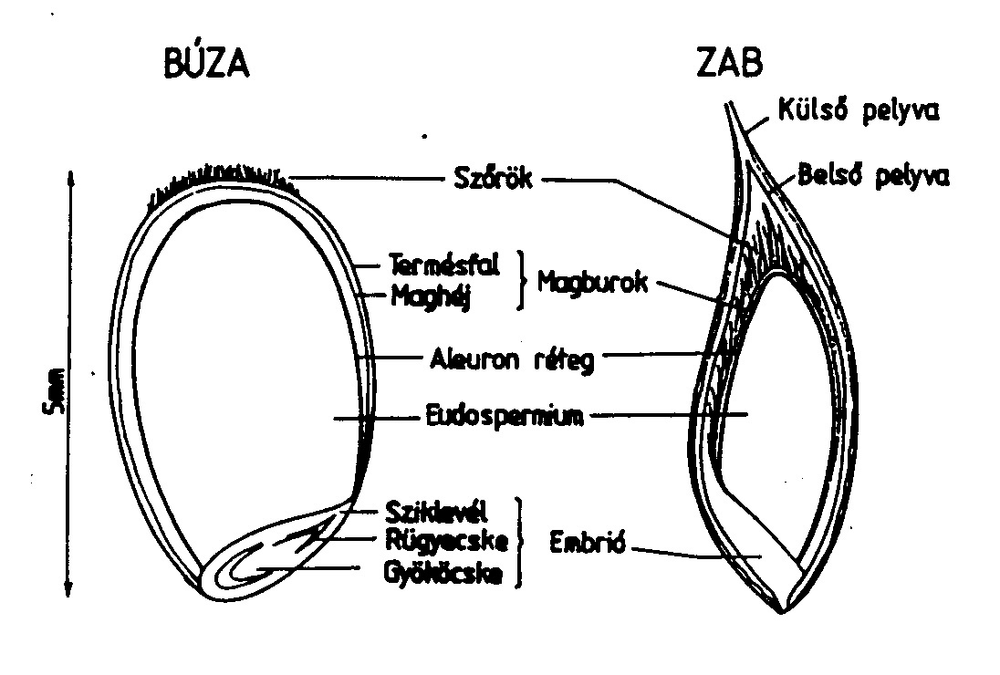 BÚZA
ZAB
Külső pelyva
Belső pelyva
Szőrök
Termésfal
Maghéj
Magburok
Aleuron réteg
Eudospermium
5mm
Sziklevél
Rügyecske
Embrió
Gyököcske